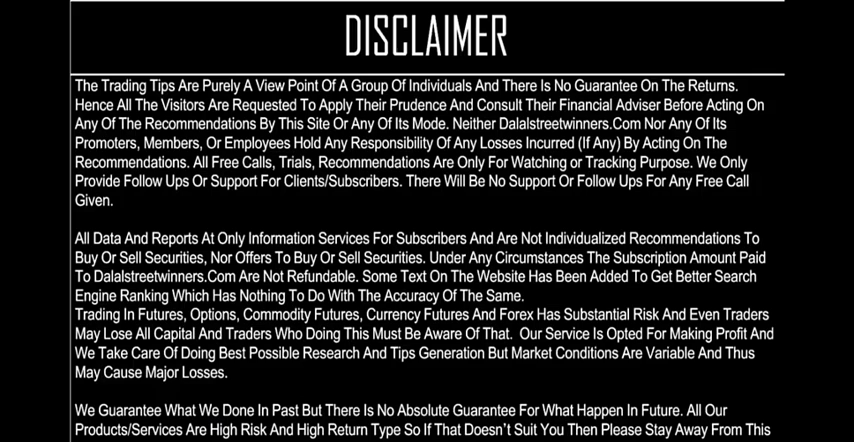 DISCLAIMER
The Trading Tips Are Purely A View Point Of A Group Of Individuals And There Is No Guarantee On The Returns.
Hence All The Visitors Are Requested To Apply Their Prudence And Consult Their Financial Adviser Before Acting On
Any Of The Recommendations By This Site Or Any Of Its Mode. Neither Dalalstreetwinners.Com Nor Any Of Its
Promoters, Members, Or Employees Hold Any Responsibility Of Any Losses Incurred (If Any) By Acting On The
Recommendations. All Free Calls, Trials, Recommendations Are Only For Watching or Tracking Purpose. We Only
Provide Follow Ups Or Support For Clients/Subscribers. There Will Be No Support Or Follow Ups For Any Free Call
Given.
All Data And Reports At Only Information Services For Subscribers And Are Not Individualized Recommendations To
Buy Or Sell Securities, Nor Offers To Buy Or Sell Securities. Under Any Circumstances The Subscription Amount Paid
To Dalalstreetwinners.Com Are Not Refundable. Some Text On The Website Has Been Added To Get Better Search
Engine Ranking Which Has Nothing To Do With The Accuracy Of The Same.
Trading In Futures, Options, Commodity Futures, Currency Futures And Forex Has Substantial Risk And Even Traders
May Lose All Capital And Traders Who Doing This Must Be Aware Of That. Our Service Is Opted For Making Profit And
We Take Care Of Doing Best Possible Research And Tips Generation But Market Conditions Are Variable And Thus
May Cause Major Losses.
We Guarantee What We Done In Past But There Is No Absolute Guarantee For What Happen In Future. All Our
Products/Services Are High Risk And High Return Type So If That Doesn't Suit You Then Please Stay Away From This